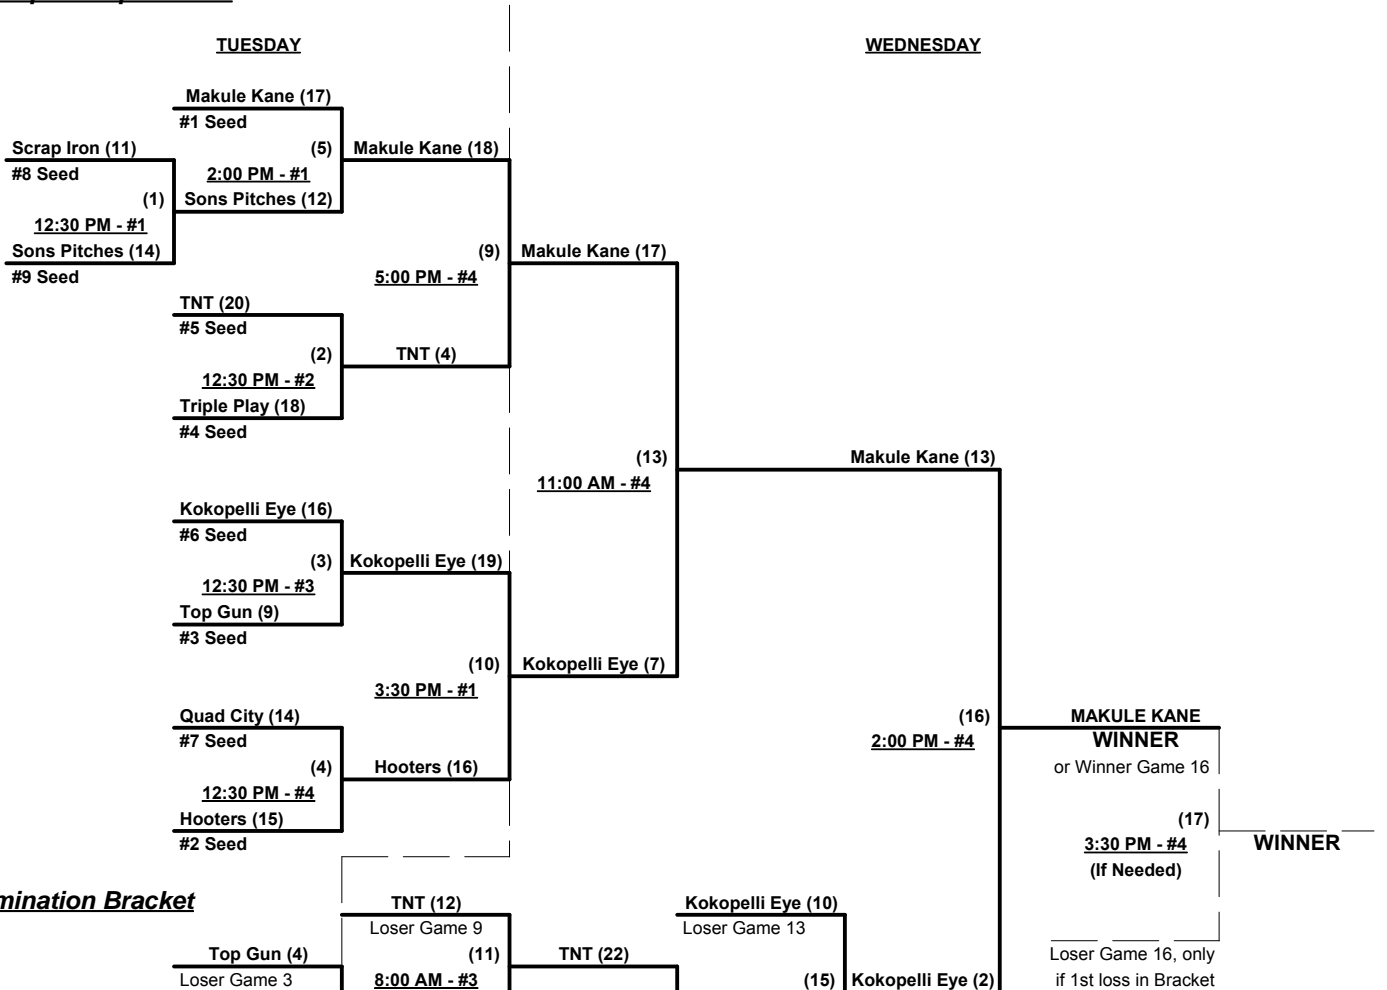 TUESDAY
WEDNESDAY
Makule Kane (17)
#1 Seed
Scrap Iron (11)
(5)
Makule Kane (18)
#8 Seed
2:00 PM - #1
(1)
Sons Pitches (12)
12:30 PM - #1
Sons Pitches (14)
(9)
Makule Kane (17)
#9 Seed
5:00 PM - #4
TNT (20)
#5 Seed
(2)
TNT (4)
12:30 PM - #2
Triple Play (18)
#4 Seed
(13)
Makule Kane (13)
11:00 AM - #4
Kokopelli Eye (16)
#6 Seed
(3)
Kokopelli Eye (19)
12:30 PM - #3
Top Gun (9)
#3 Seed
(10)
Kokopelli Eye (7)
3:30 PM - #1
Quad City (14)
(16)
MAKULE KANE
#7 Seed
2:00 PM - #4
WINNER
(4)
Hooters (16)
or Winner Game 16
12:30 PM - #4
Hooters (15)
(17)
#2 Seed
3:30 PM - #4
WINNER
(If Needed)
mination Bracket
TNT (12)
Kokopelli Eye (10)
Loser Game 9
Loser Game 13
Top Gun (4)
(11)
TNT (22)
Loser Game 16, only
Loser Game 3
8:00 AM - #3
(15)
Kokopelli Eye (2)
if 1st loss in Bracket